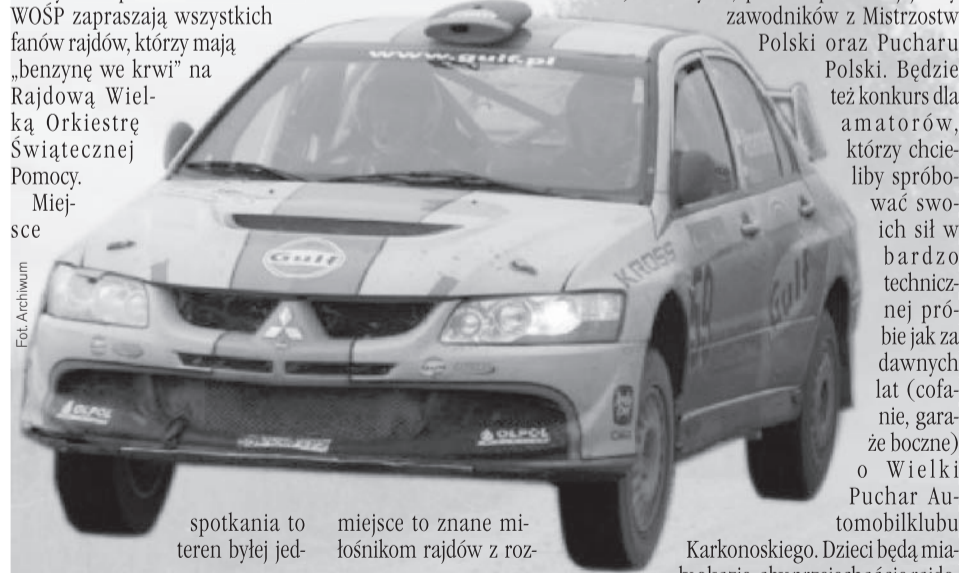 WOŚP zapraszają wszystkich
fanów rajdów, którzy mają
„benzynę we krwi” na
Rajdową Wiel-
ką Orkiestrę
Świątecznej
Pomocy.
Miej-
sce
Fot. Archiwum
spotkania to
teren byłej jed-
miejsce to znane mi-
łośnikom rajdów z roz-
zawodników z Mistrzostw
Polski oraz Pucharu
Polski. Będzie
też konkurs dla
amatorów,
którzy chcie-
liby spróbo-
wać swo-
ich sił w
bardzo
technicz-
nej pró-
bie jak za
dawnych
lat (cofa-
nie, gara-
że boczne)
o Wielki
Puchar Au-
tomobilklubu
Karkonoskiego. Dzieci będą mia-
www.gulf.pl
Gulf
KROSS
Gulf
OLPOL
OLPOL